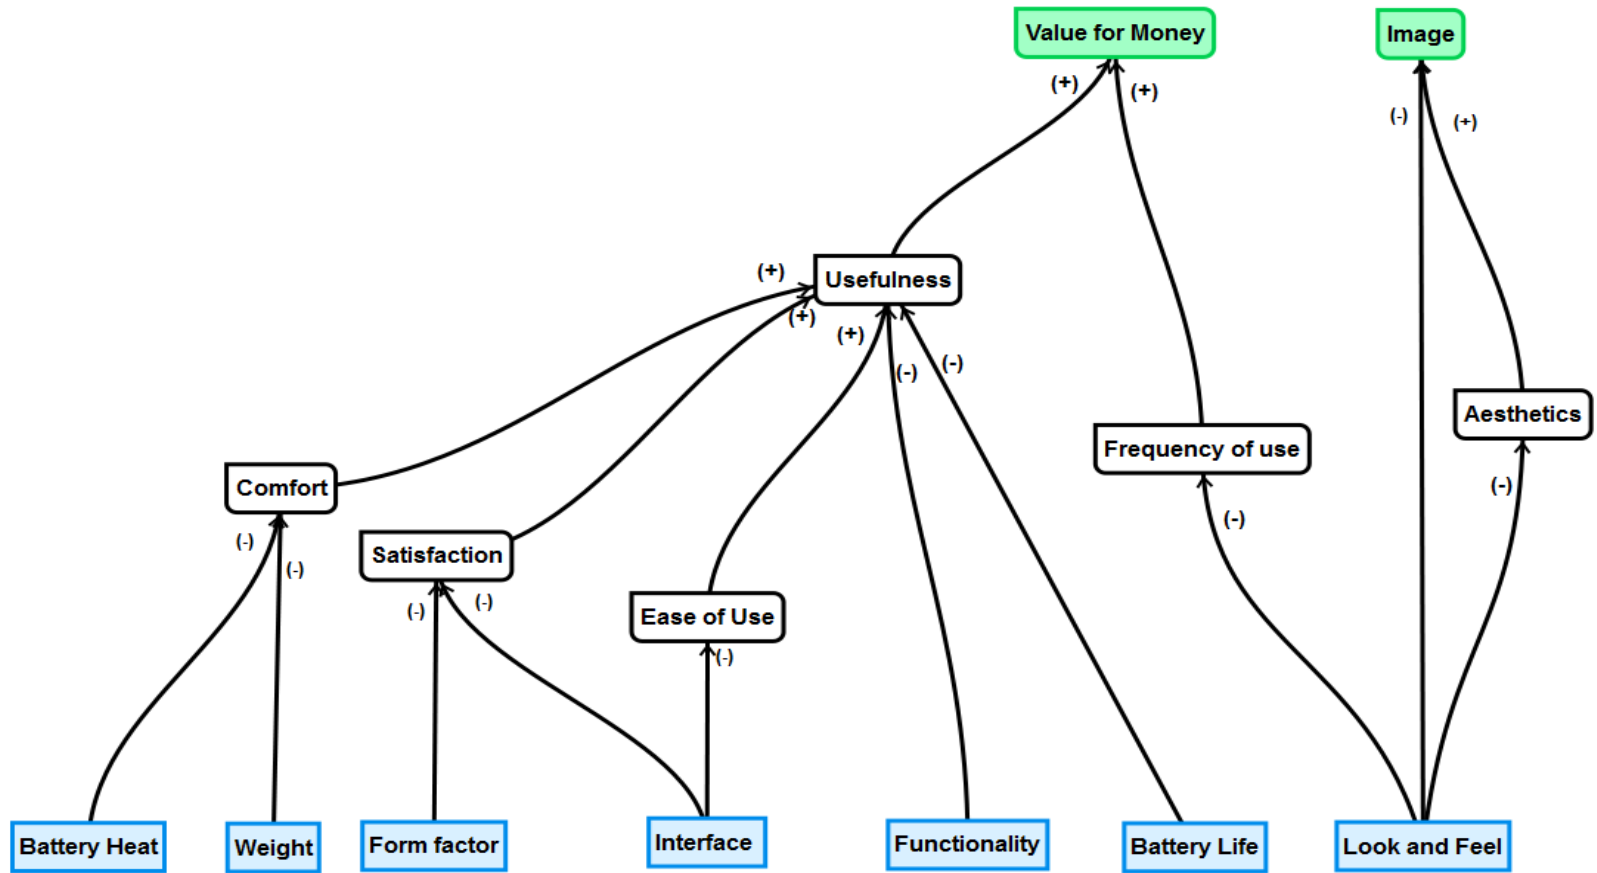 Value for Money
Image
(+)
(+)
(-)
(+)
Usefulness
(+)
(+)
(+)
(-)
(-)
Aesthetics
Frequency of use
Comfort
(-)
(-)
(-)
(-)
Satisfaction
(-)
(-)
Ease of Use
(-)
Battery Heat
Weight
Form factor
Interface
Functionality
Battery Life
Look and Feel